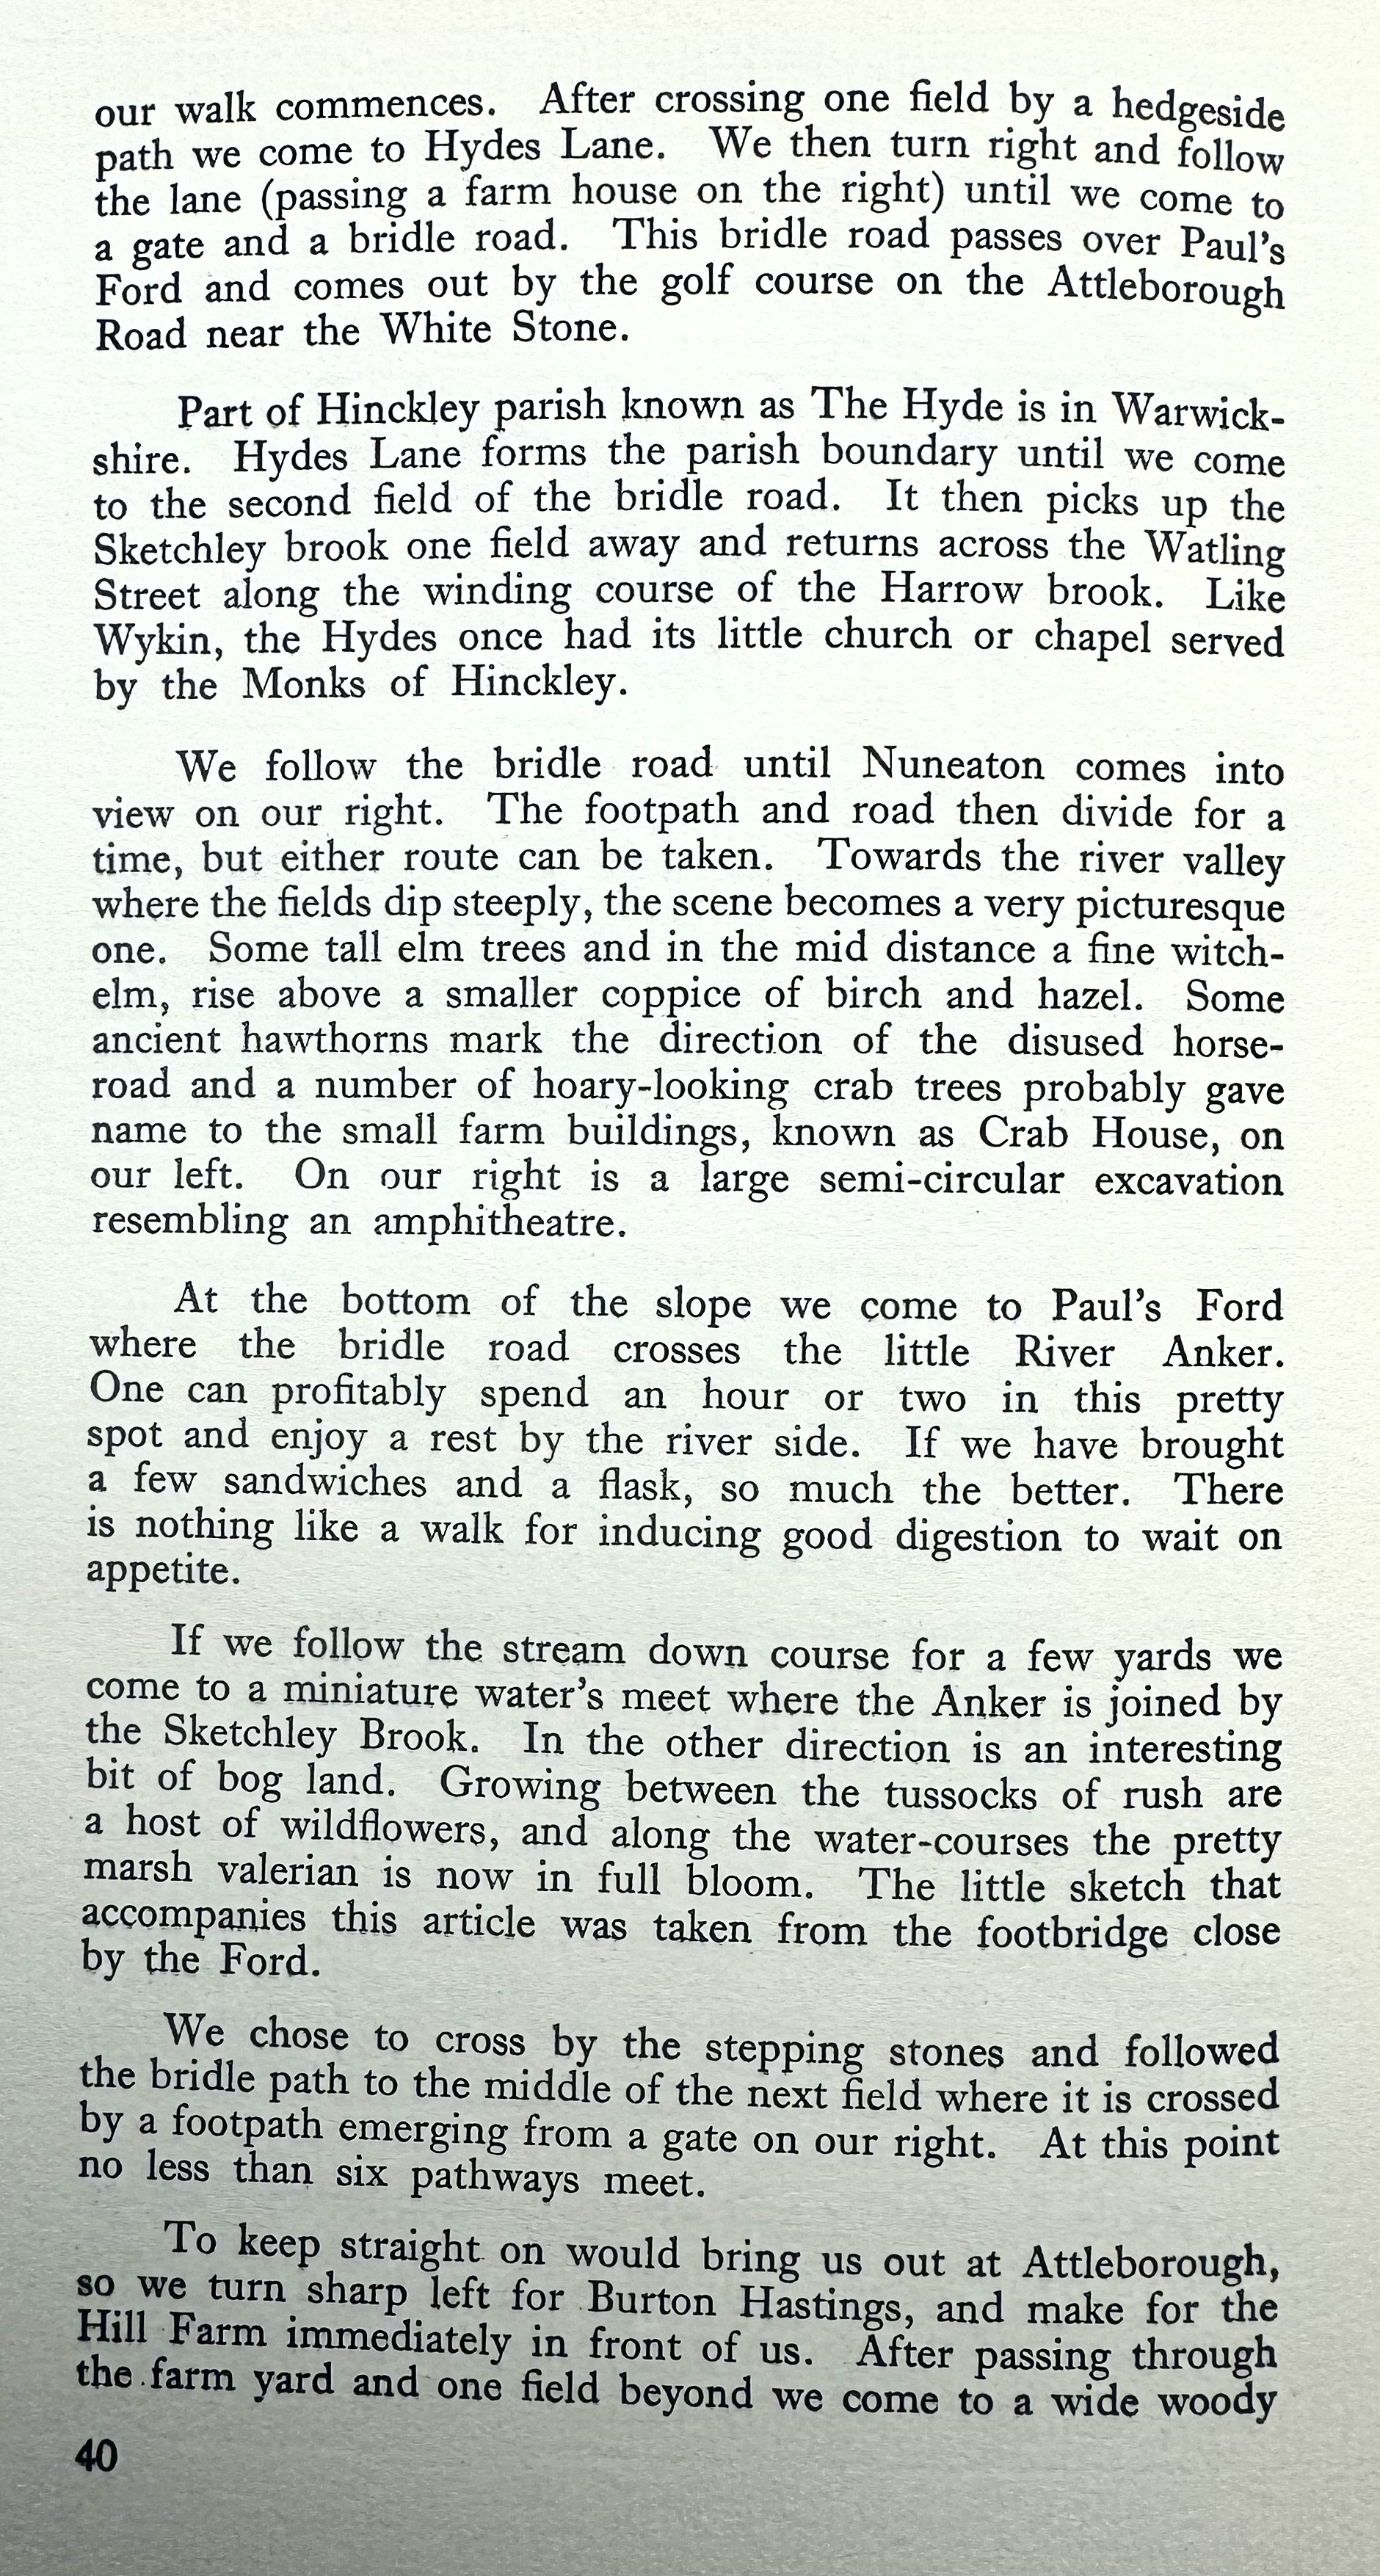 our walk commences. After crossing one field by a hedgeside
path we come to Hydes Lane. We then turn right and follow
the lane (passing a farm house on the right) until we come to
a gate and a bridle road. This bridle road passes over Paul's
Ford and comes out by the golf course on the Attleborough
Road near the White Stone.
Part of Hinckley parish known as The Hyde is in Warwick-
shire. Hydes Lane forms the parish boundary until we come
to the second field of the bridle road. It then picks up the
Sketchley brook one field away and returns across the Watling
Street along the winding course of the Harrow brook. Like
Wykin, the Hydes once had its little church or chapel served
by the Monks of Hinckley.
We follow the bridle road until Nuneaton comes into
view on our right. The footpath and road then divide for a
time, but either route can be taken. Towards the river valley
where the fields dip steeply, the scene becomes a very picturesque
one. Some tall elm trees and in the mid distance a fine witch-
elm, rise above a smaller coppice of birch and hazel. Some
ancient hawthorns mark the direction of the disused horse-
road and a number of hoary-looking crab trees probably gave
name to the small farm buildings, known as Crab House, on
our left. On our right is a large semi-circular excavation
resembling an amphitheatre.
At the bottom of the slope we come to Paul's Ford
where the bridle road crosses the little River Anker.
One can profitably spend an hour or two in this pretty
spot and enjoy a rest by the river side. If we have brought
a few sandwiches and a flask, so much the better. There
is nothing like a walk for inducing good digestion to wait on
appetite.
If we follow the stream down course for a few yards we
come to a miniature water's meet where the Anker is joined by
the Sketchley Brook. In the other direction is an interesting
bit of bog land. Growing between the tussocks of rush are
a host of wildflowers, and along the water-courses the pretty
marsh valerian is now in full bloom. The little sketch that
accompanies this article was taken from the footbridge close
by the Ford.
We chose to cross by the stepping stones and followed
the bridle path to the middle of the next field where it is crossed
by a footpath emerging from a gate on our right. At this point
no less than six pathways meet.
To keep straight on would bring us out at Attleborough,
so we turn sharp left for Burton Hastings, and make for the
Hill Farm immediately in front of us. After passing through
the farm yard and one field beyond we come to a wide woody
40